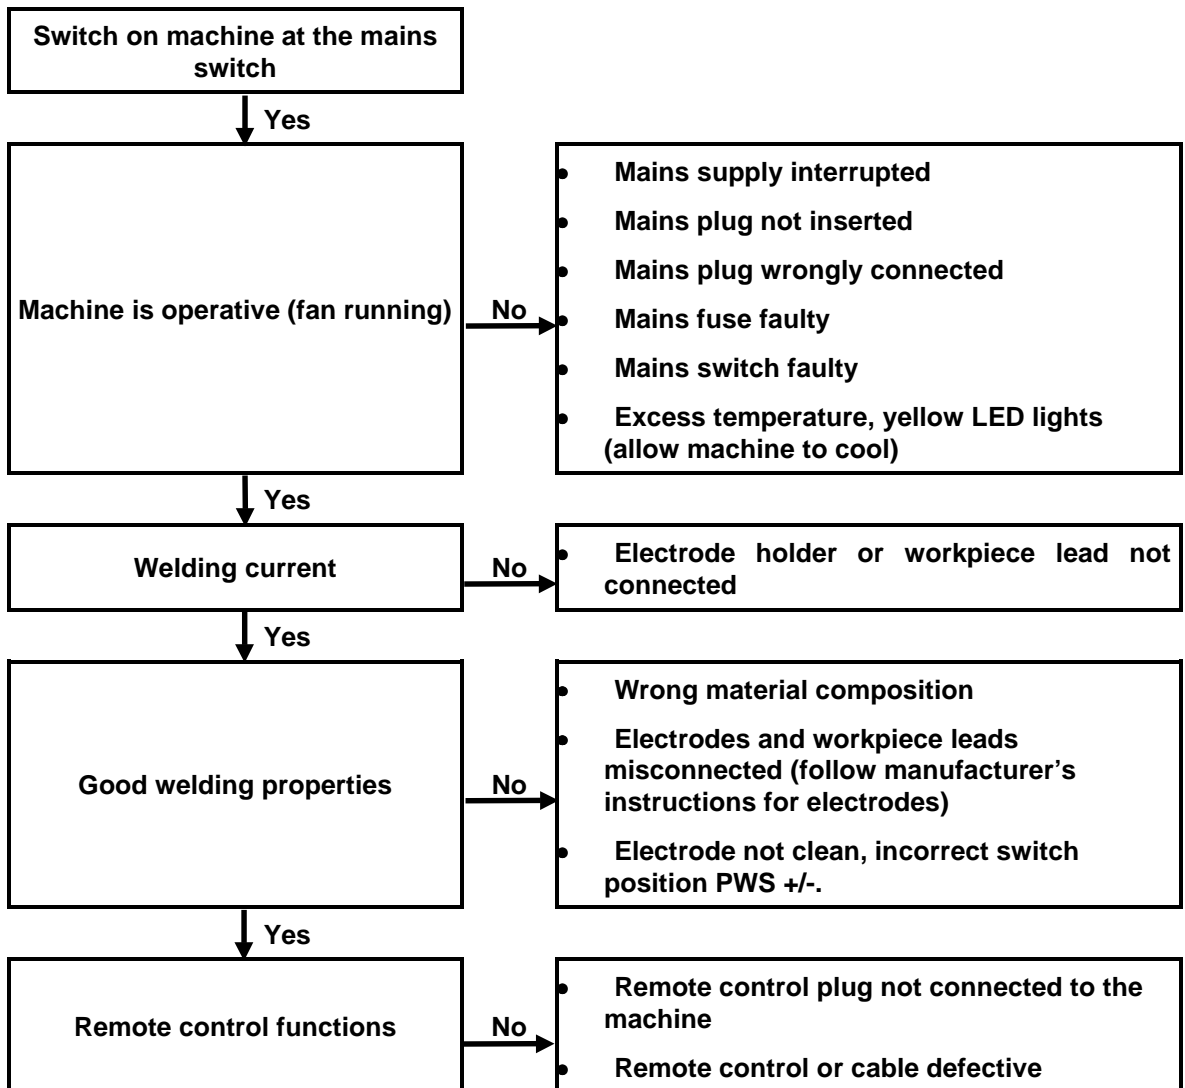 Switch on machine at the mains
switch
Yes
Machine is operative (fan running)
No
• Mains supply interrupted
• Mains plug not inserted
• Mains plug wrongly connected
• Mains fuse faulty
• Mains switch faulty
• Excess temperature, yellow LED lights
(allow machine to cool)
Yes
Welding current
No
• Electrode holder or workpiece lead not
connected
Yes
Good welding properties
No
• Wrong material composition
• Electrodes and workpiece leads
misconnected (follow manufacturer’s
instructions for electrodes)
• Electrode not clean, incorrect switch
position PWS +/-.
Yes
Remote control functions
No
• Remote control plug not connected to the
machine
• Remote control or cable defective